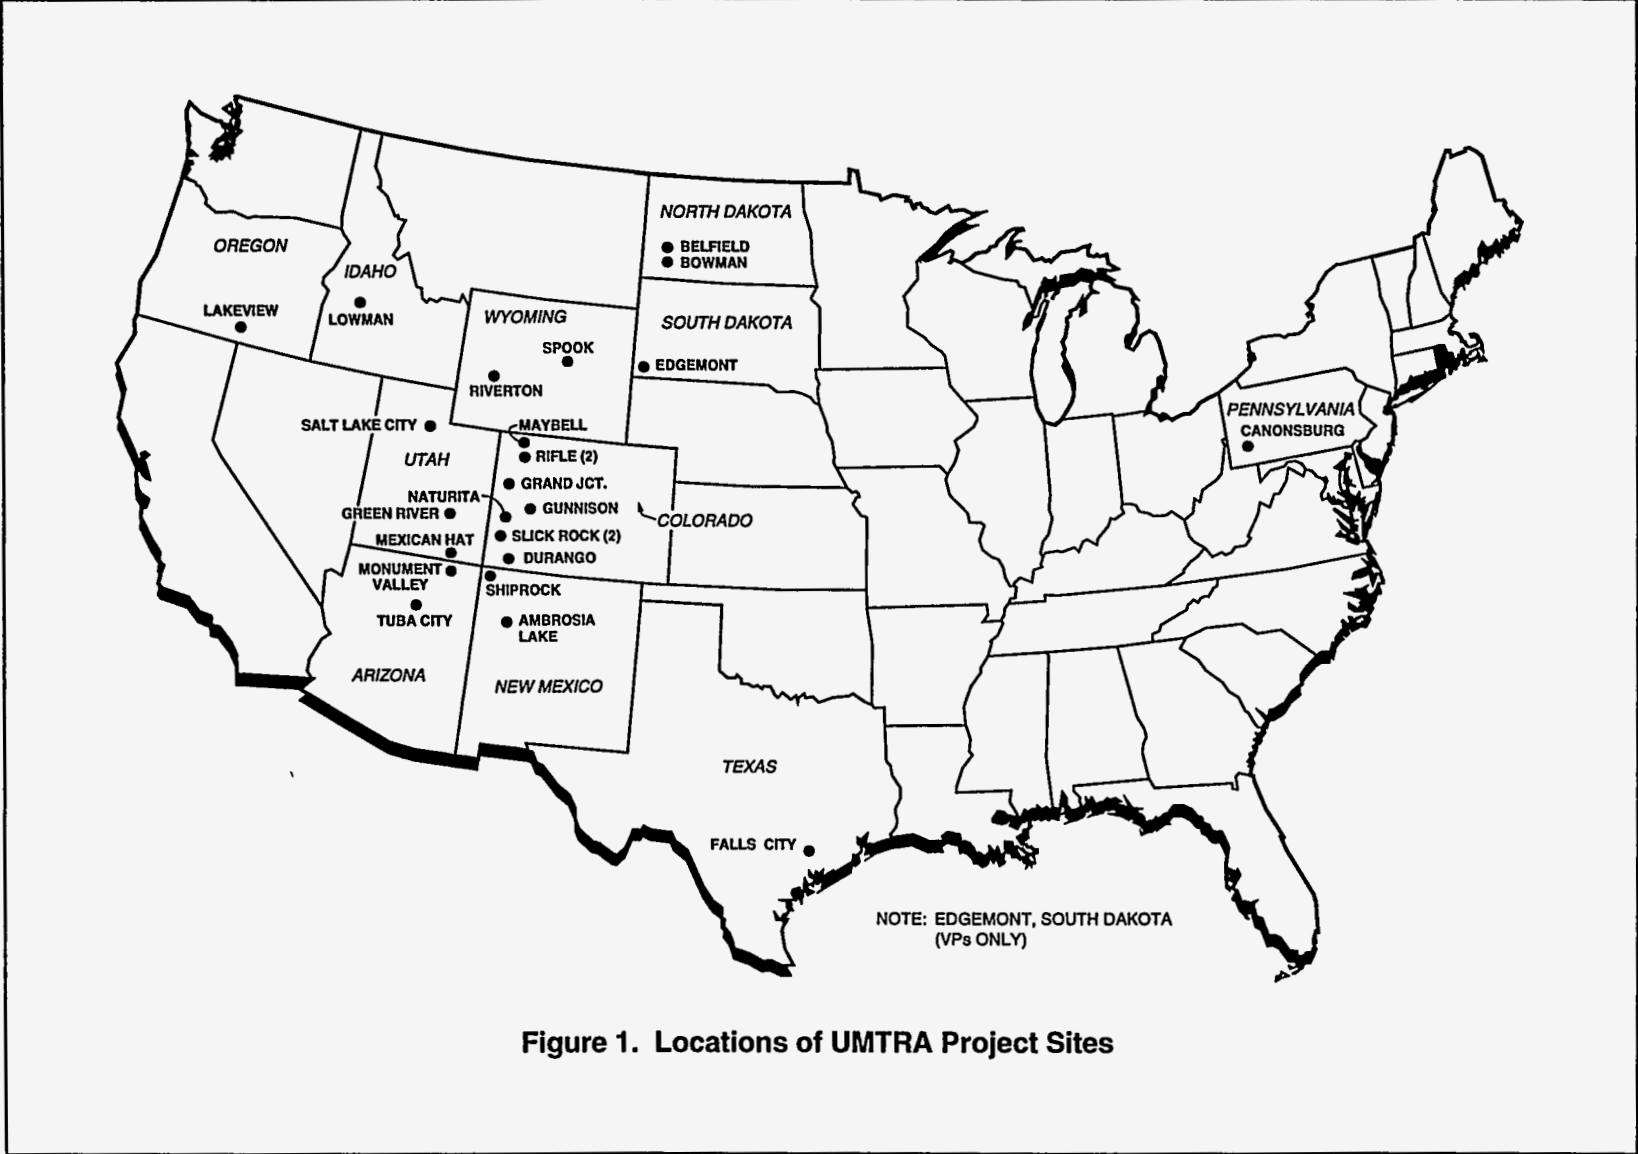 NORTH DAKOTA
BELFIELD
BOWMAN
OREGON
IDAHO
LAKEVIEW
LOWMAN
WYOMING
SPOOK
RIVERTON
SOUTH DAKOTA
EDGEMONT
SALT LAKE CITY
UTAH
MAYBELL
RIFLE (2)
GRAND JCT.
NATURITA
GUNNISON
GREEN RIVER
COLORADO
MEXICAN HAT
SLICK ROCK (2)
DURANGO
MONUMENT
VALLEY
SHIPROCK
TUBA CITY
AMBROSIA
LAKE
ARIZONA
NEW MEXICO
PENNSYLVANIA
CANONSBURG
TEXAS
FALLS CITY
NOTE: EDGEMONT, SOUTH DAKOTA
(VPs ONLY)
Figure 1. Locations of UMTRA Project Sites